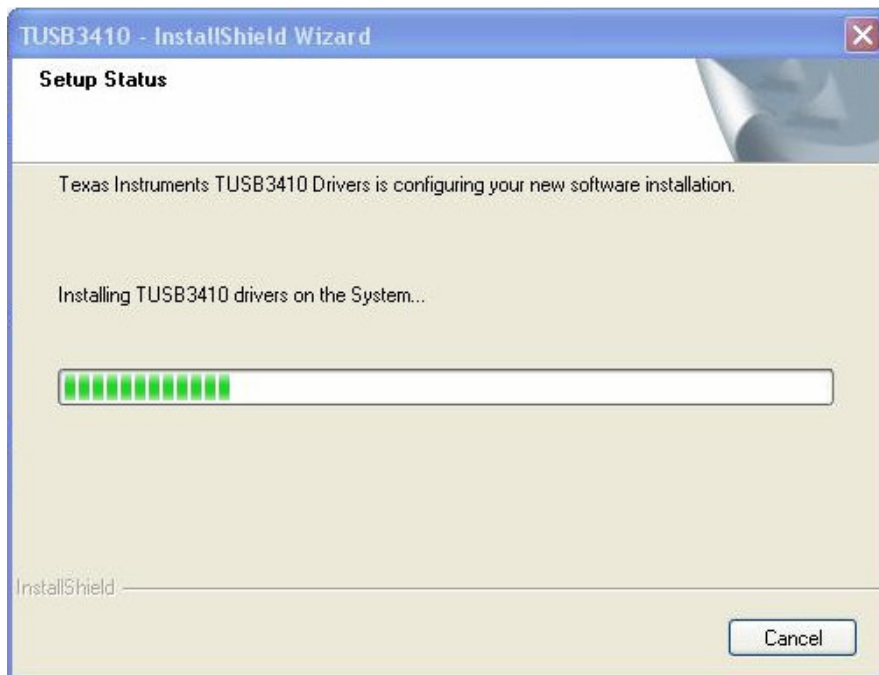 TUSB3410 - InstallShield Wizard
Setup Status
Texas Instruments TUSB3410 Drivers is configuring your new software installation.
Installing TUSB3410 drivers on the System...
InstallShield
Cancel